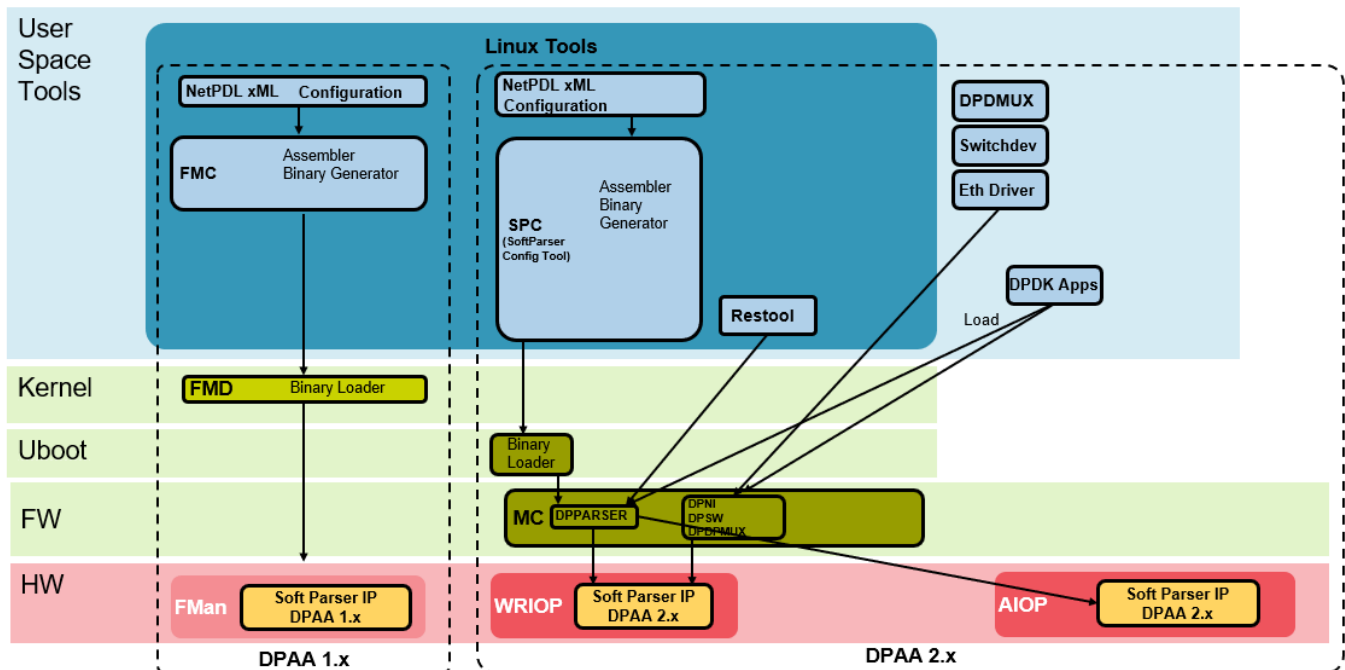 User
Space
Tools
Linux Tools
NetPDL xML Configuration
FMC
Assembler
Binary Generator
NetPDL xML
Configuration
SPC
(SoftParser
Config Tool)
Assembler
Binary
Generator
Restool
DPDMUX
Switchdev
Eth Driver
DPDK Apps
Load
Kernel
FMD
Binary Loader
Uboot
Binary
Loader
FW
MC
DPPARSER
DPNI
DPSW
DPDPMUX
HW
FMan
Soft Parser IP
DPAA 1.x
WRIOP
Soft Parser IP
DPAA 2.x
AIOP
Soft Parser IP
DPAA 2.x
DPAA 1.x
DPAA 2.x